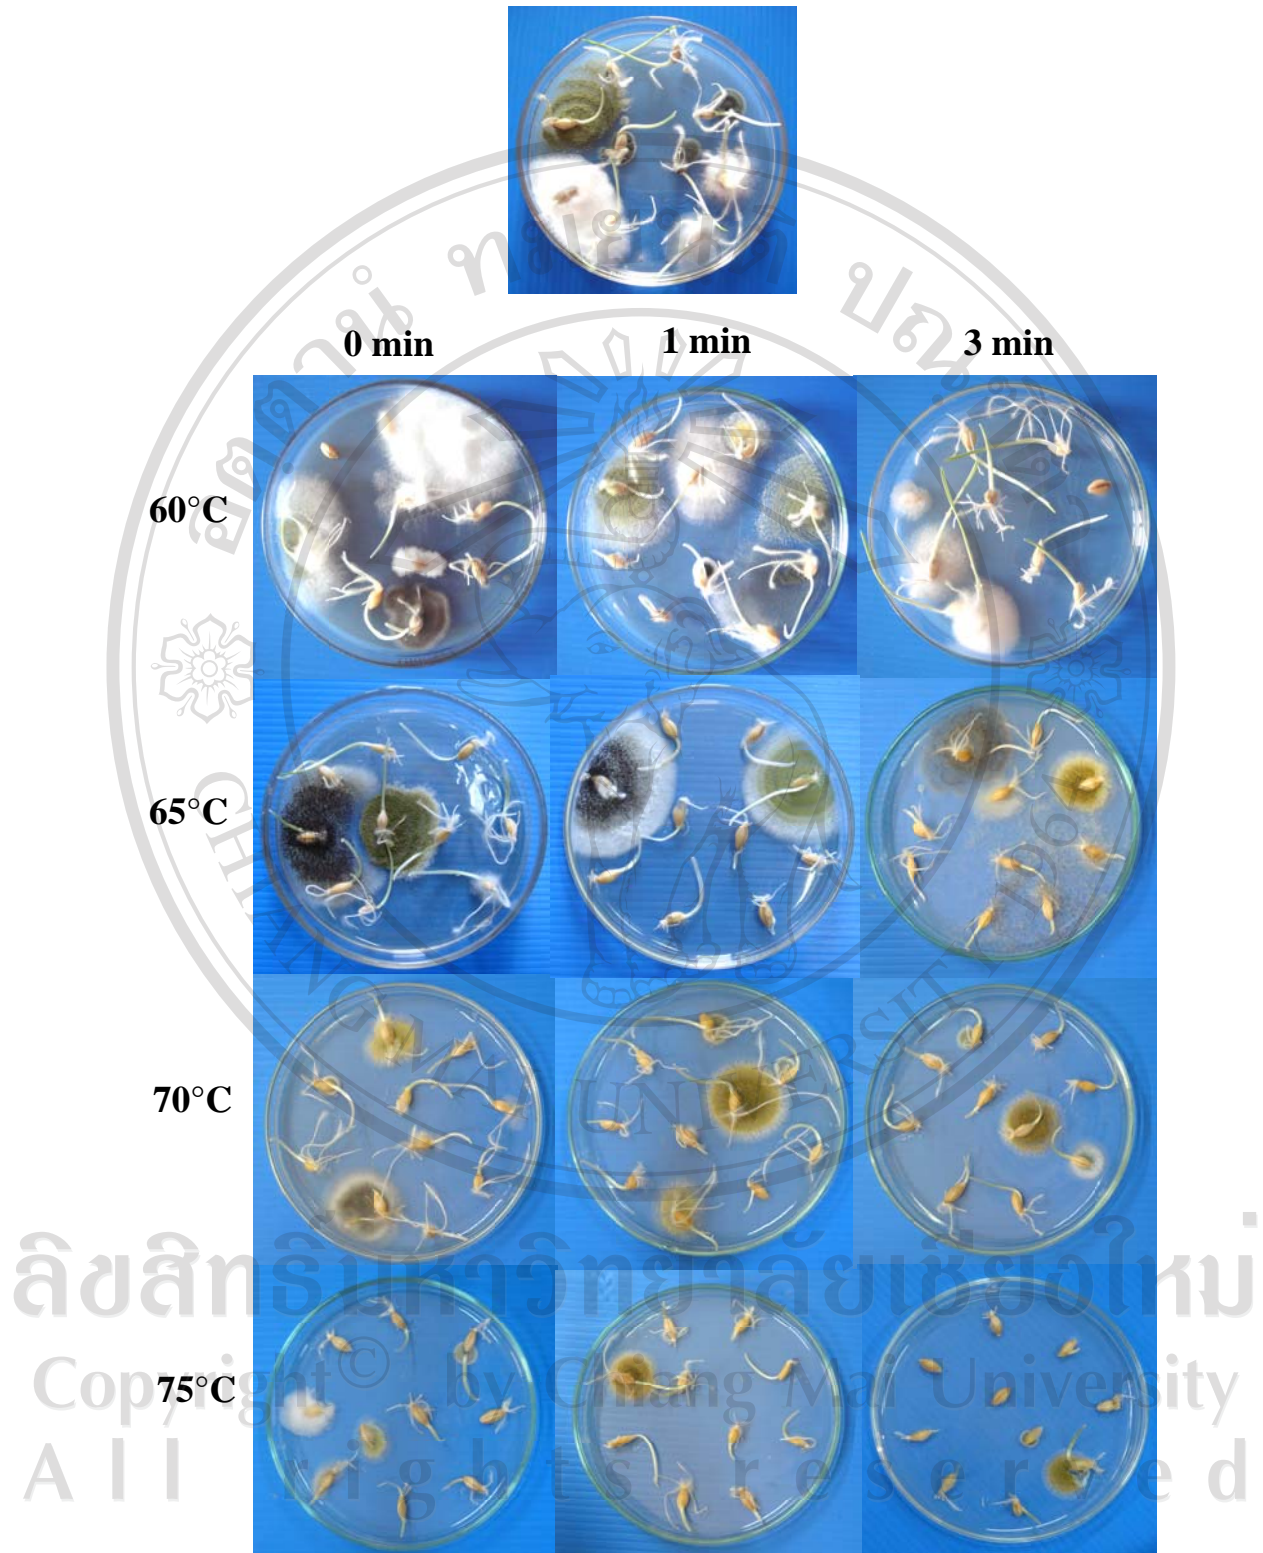 0 min 1 min 3 min
60°C
65°C
70°C
75°C
ลิขสิทธิ์มหาวิทยาลัยเชียงใหม่
Copyright© by Chiang Mai University
All rights reserved